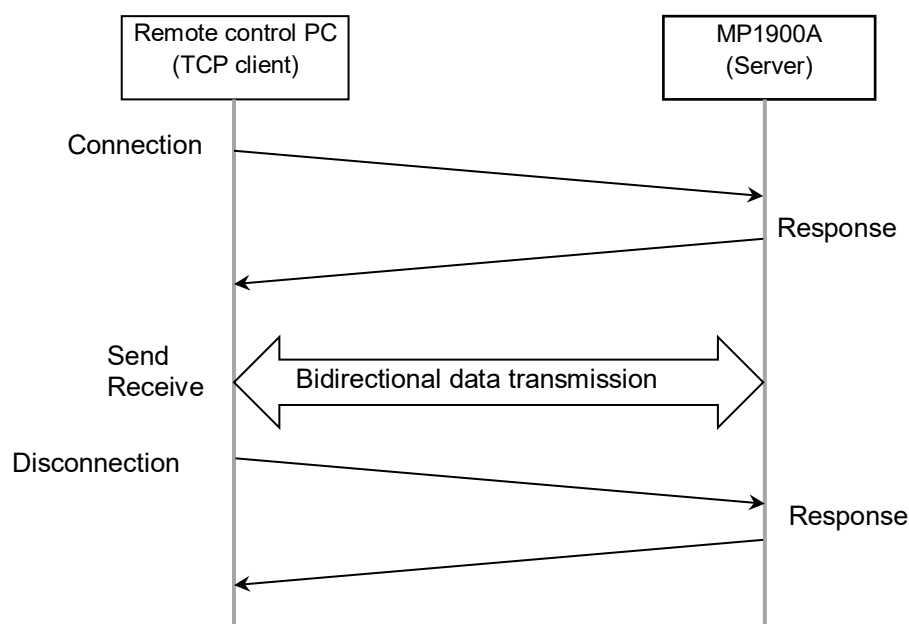 Remote control PC
(TCP client)
MP1900A
(Server)
Connection
Response
Send
Receive
Bidirectional data transmission
Disconnection
Response